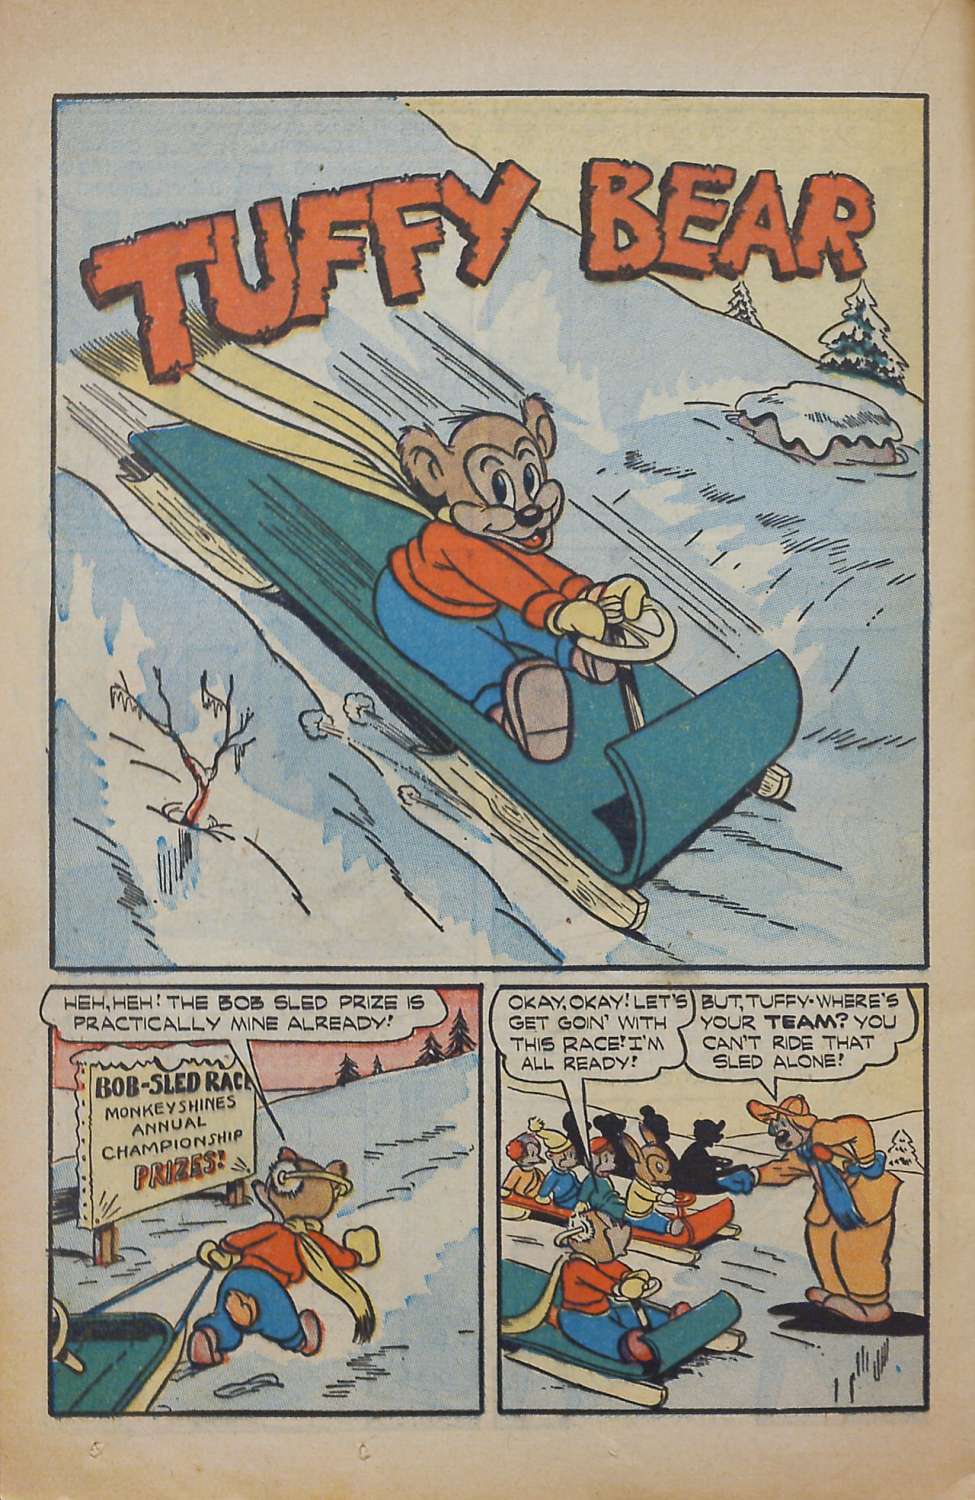 TUFFY BEAR
HEH, HEH! THE BOB SLED PRIZE IS
PRACTICALLY MINE ALREADY!
BOB-SLED RACE
MONKEYSHINES
ANNUAL
CHAMPIONSHIP
PRIZES!
OKAY, OKAY! LET'S
GET GOIN' WITH
THIS RACE! I'M
ALL READY!
BUT, TUFFY-WHERE'S
YOUR TEAM? YOU
CAN'T RIDE THAT
SLED ALONE!